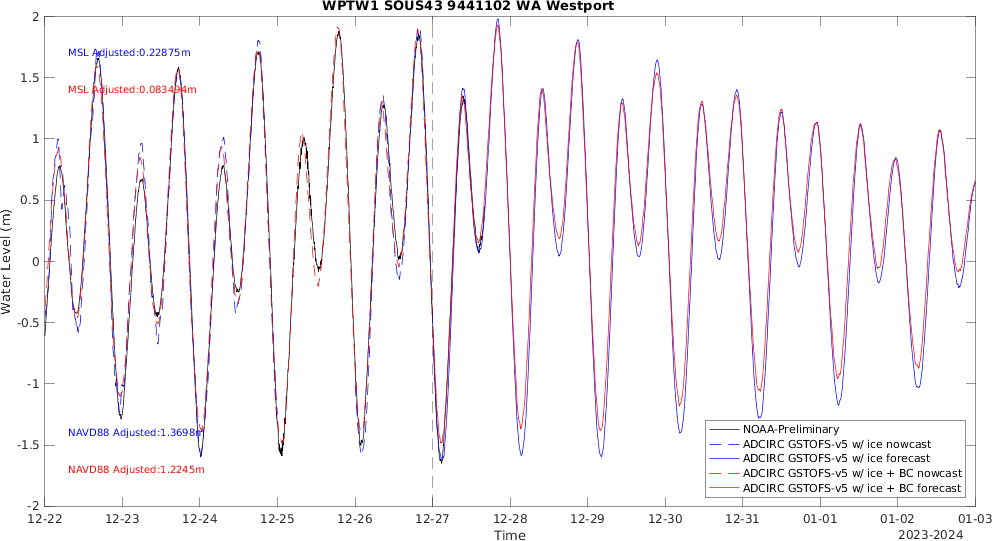 WPTW1 SOUS43 9441102 WA Westport
2
1.5
1
0.5
0
-0.5
-1
-1.5
-2
Water Level (m)
MSL Adjusted:0.22875m
MSL Adjusted:0.083494m
NAVD88 Adjusted:1.3698m
NAVD88 Adjusted:1.2245m
NOAA-Preliminary
ADCIRC GSTOFS-v5 w/ ice nowcast
ADCIRC GSTOFS-v5 w/ ice forecast
ADCIRC GSTOFS-v5 w/ ice + BC nowcast
ADCIRC GSTOFS-v5 w/ ice + BC forecast
12-22 12-23 12-24 12-25 12-26 12-27 12-28 12-29 12-30 12-31 01-01 01-02 01-03
Time
2023-2024